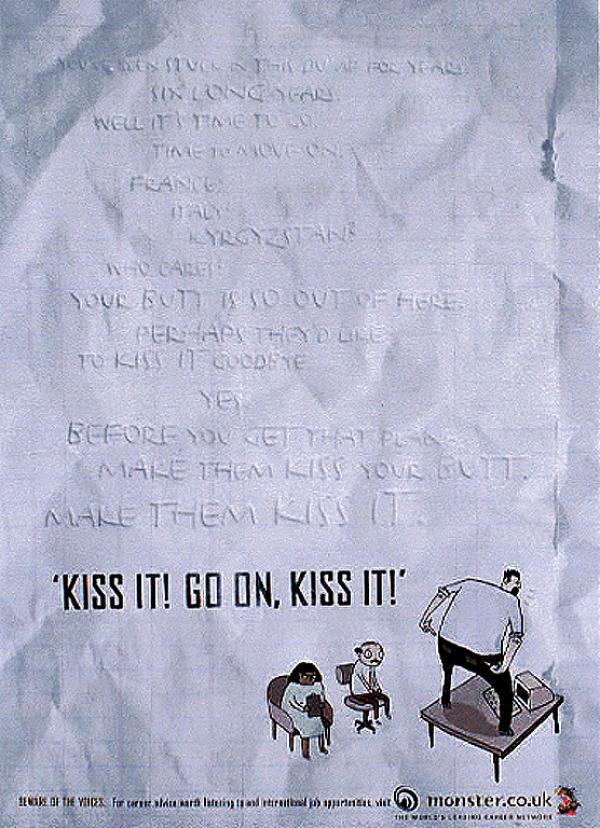 YOU'VE BEEN STUCK IN THIS DUMP FOR YEARS.
SIX LONG YEARS.
WELL IT'S TIME TO GO.
TIME TO MOVE ON.
FRANCE?
ITALY?
KYRGYZSTAN?
WHO CARES?
YOUR BUTT IS SO OUT OF HERE.
PERHAPS THEY'D LIKE
TO KISS IT GOODBYE
YES.
BEFORE YOU GET THAT PLANE
MAKE THEM KISS YOUR BUTT.
MAKE THEM KISS IT.
'KISS IT! GO ON, KISS IT!'
BEWARE OF THE VOICES. For career advice worth listening to and international job opportunities, visit monster.co.uk
THE WORLD'S LEADING CAREER NETWORK